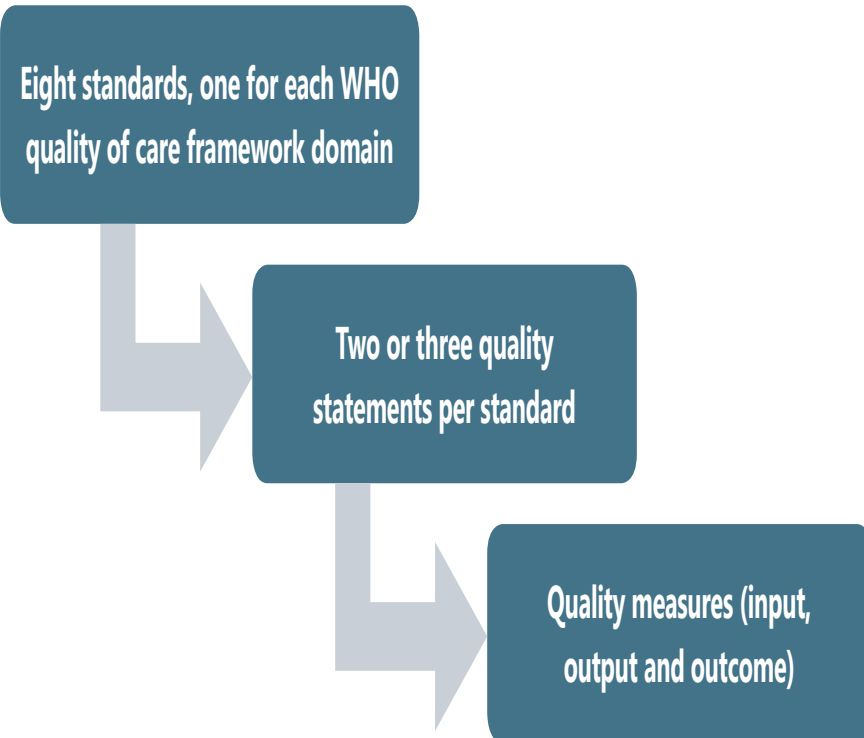 Eight standards, one for each WHO
quality of care framework domain
Two or three quality
statements per standard
Quality measures (input,
output and outcome)